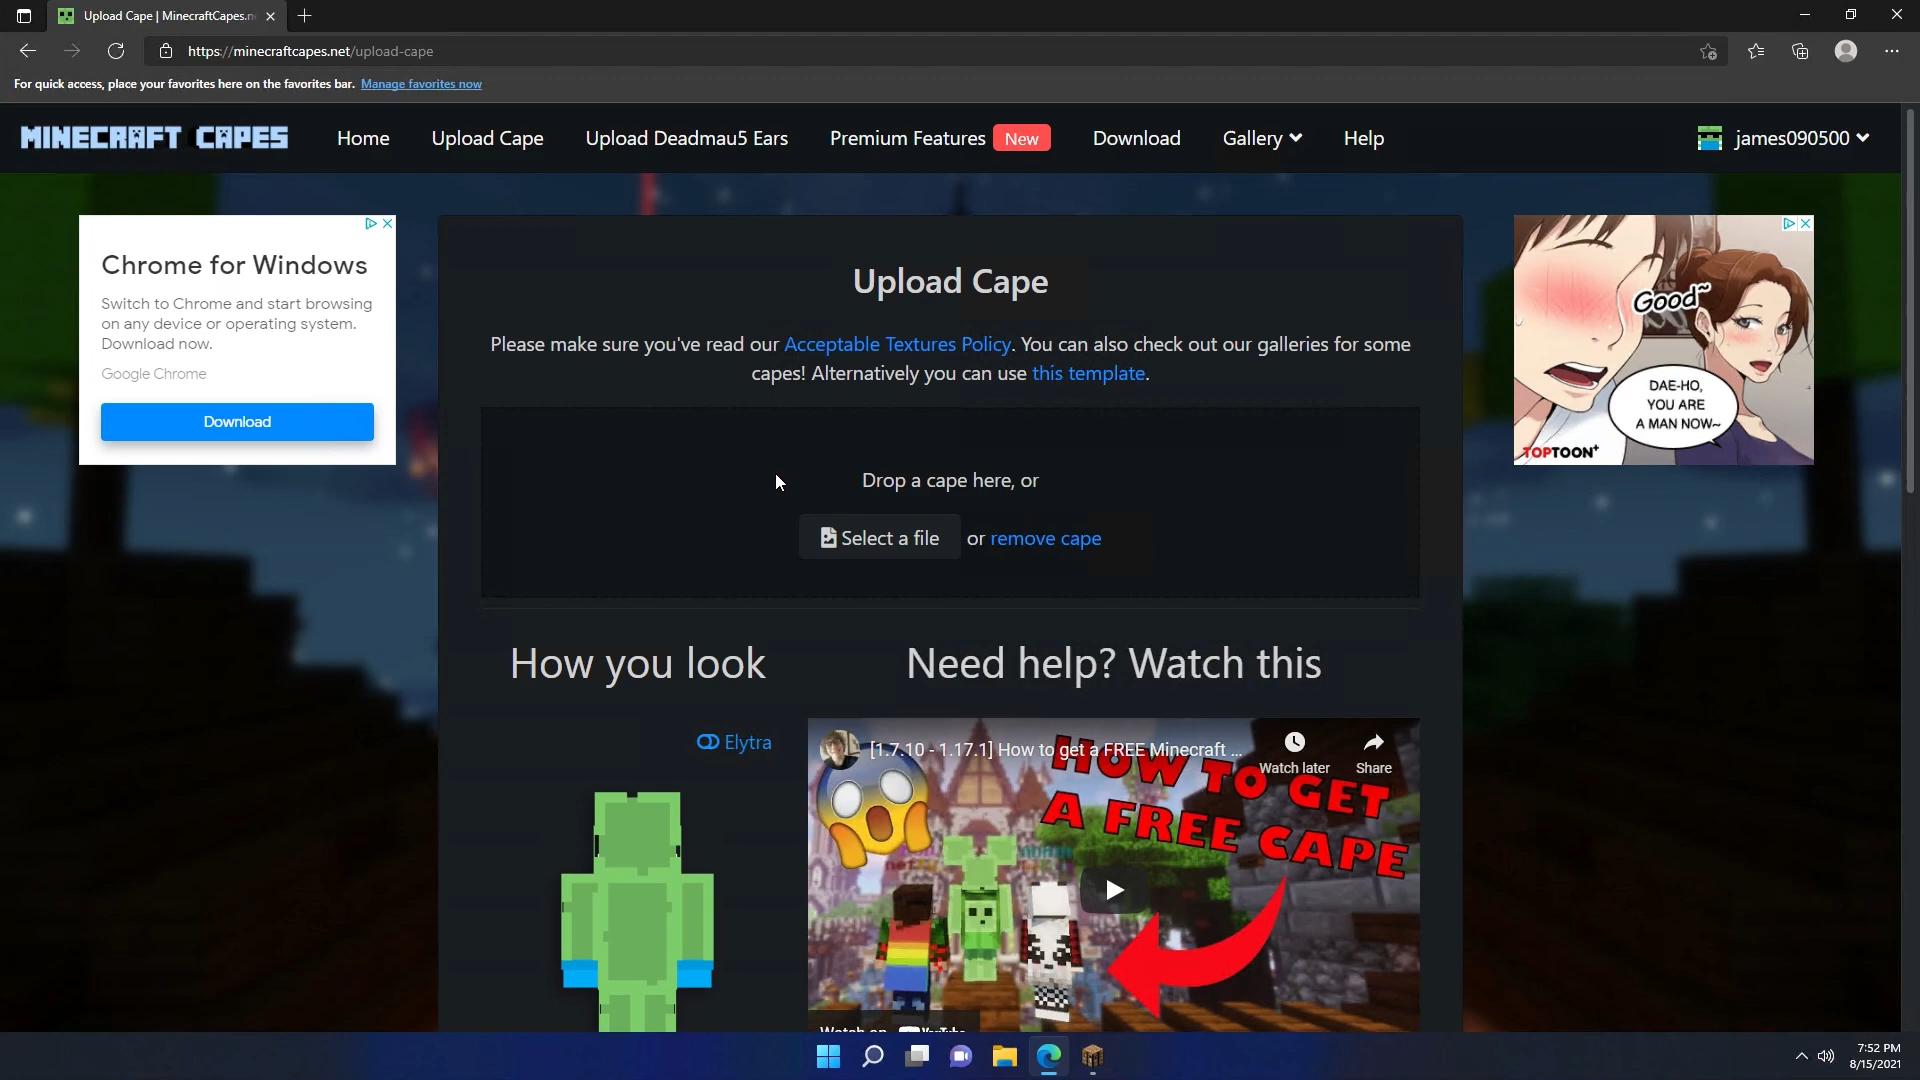 Upload Cape | MinecraftCapes.n
https://minecraftcapes.net/upload-cape
For quick access, place your favorites here on the favorites bar. Manage favorites now
MINECRAFT CAPES
Home
Upload Cape
Upload Deadmau5 Ears
Premium Features New
Download
Gallery
Help
james090500
Chrome for Windows
Switch to Chrome and start browsing
on any device or operating system.
Download now.
Google Chrome
Download
Upload Cape
Please make sure you've read our Acceptable Textures Policy. You can also check out our galleries for some
capes! Alternatively you can use this template.
Drop a cape here, or
Select a file or remove cape
Good~
DAE-HO,
YOU ARE
A MAN NOW~
TOPTOON+
How you look
Elytra
Need help? Watch this
[1.7.10 - 1.17.1] How to get a FREE Minecraft ...
Watch later
Share
HOW TO GET
A FREE CAPE
Watch on YouTube
7:52 PM
8/15/2021